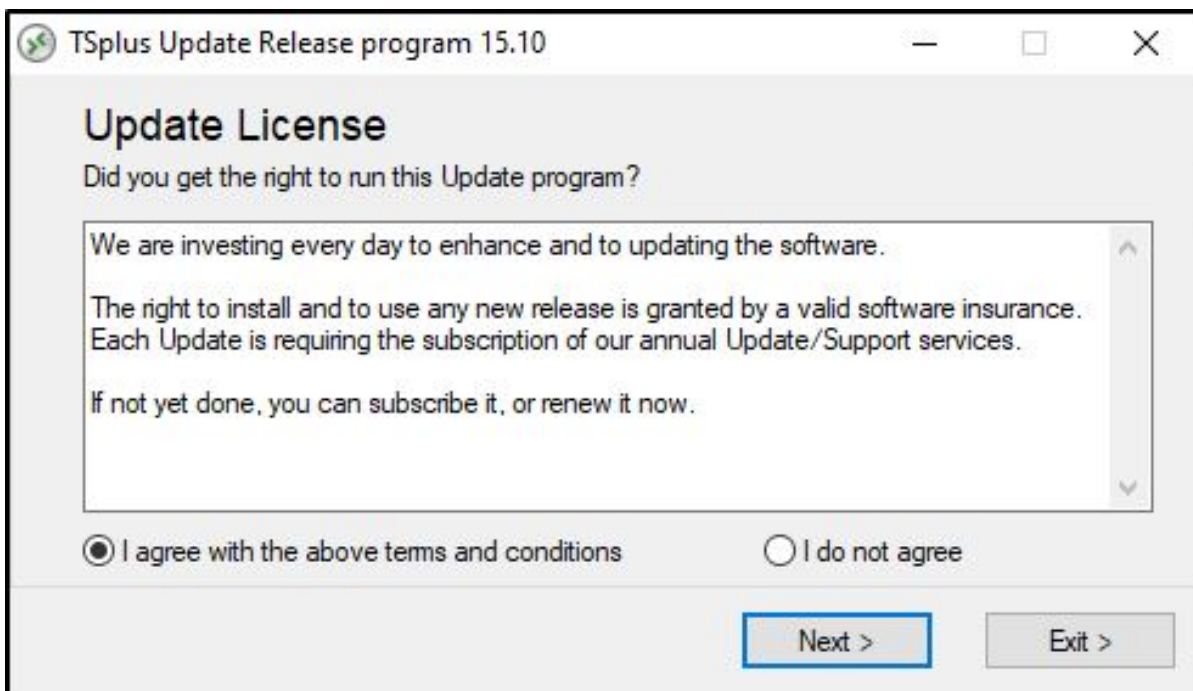 TSplus Update Release program 15.10
Update License
Did you get the right to run this Update program?
We are investing every day to enhance and to updating the software.
The right to install and to use any new release is granted by a valid software insurance.
Each Update is requiring the subscription of our annual Update/Support services.
If not yet done, you can subscribe it, or renew it now.
I agree with the above terms and conditions
I do not agree
Next >
Exit >